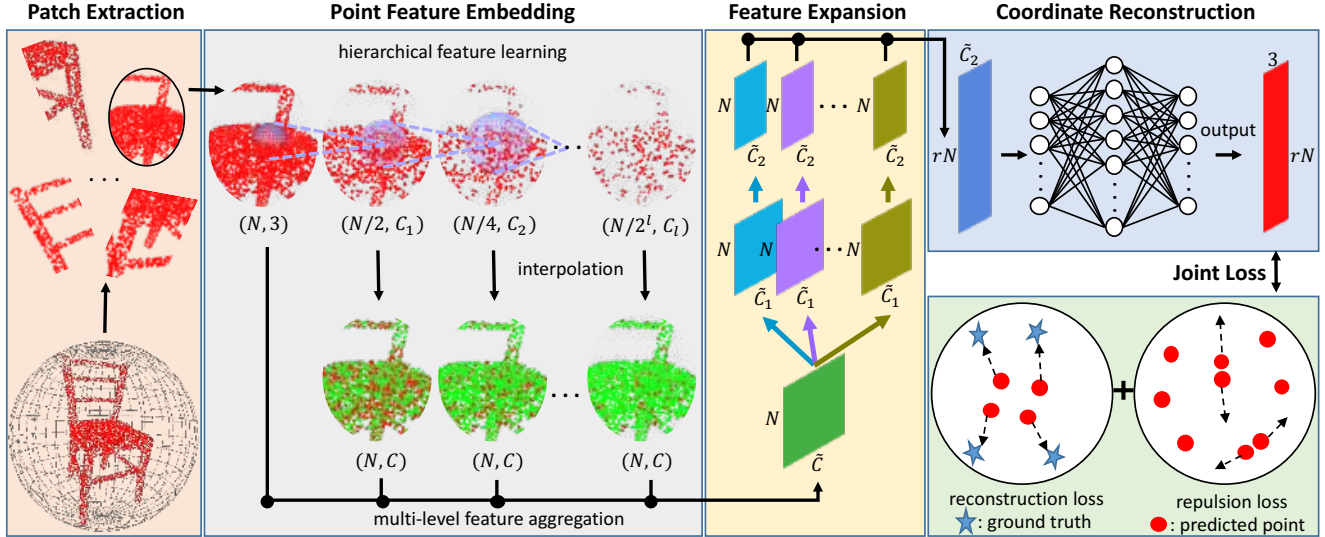 Patch Extraction
Point Feature Embedding
Feature Expansion
Coordinate Reconstruction
hierarchical feature learning
(N, 3)
(N/2, C₁)
(N/4, C₂)
(N/2ˡ, Cₗ)
...
...
interpolation
...
(N, C)
(N, C)
(N, C)
multi-level feature aggregation
N
N
...
N
C̃₂
C̃₂
C̃₂
N
N
...
N
C̃₁
C̃₁
C̃₁
N
C̃
C̃₂
rN
output
3
rN
Joint Loss
+
reconstruction loss
: ground truth
repulsion loss
: predicted point